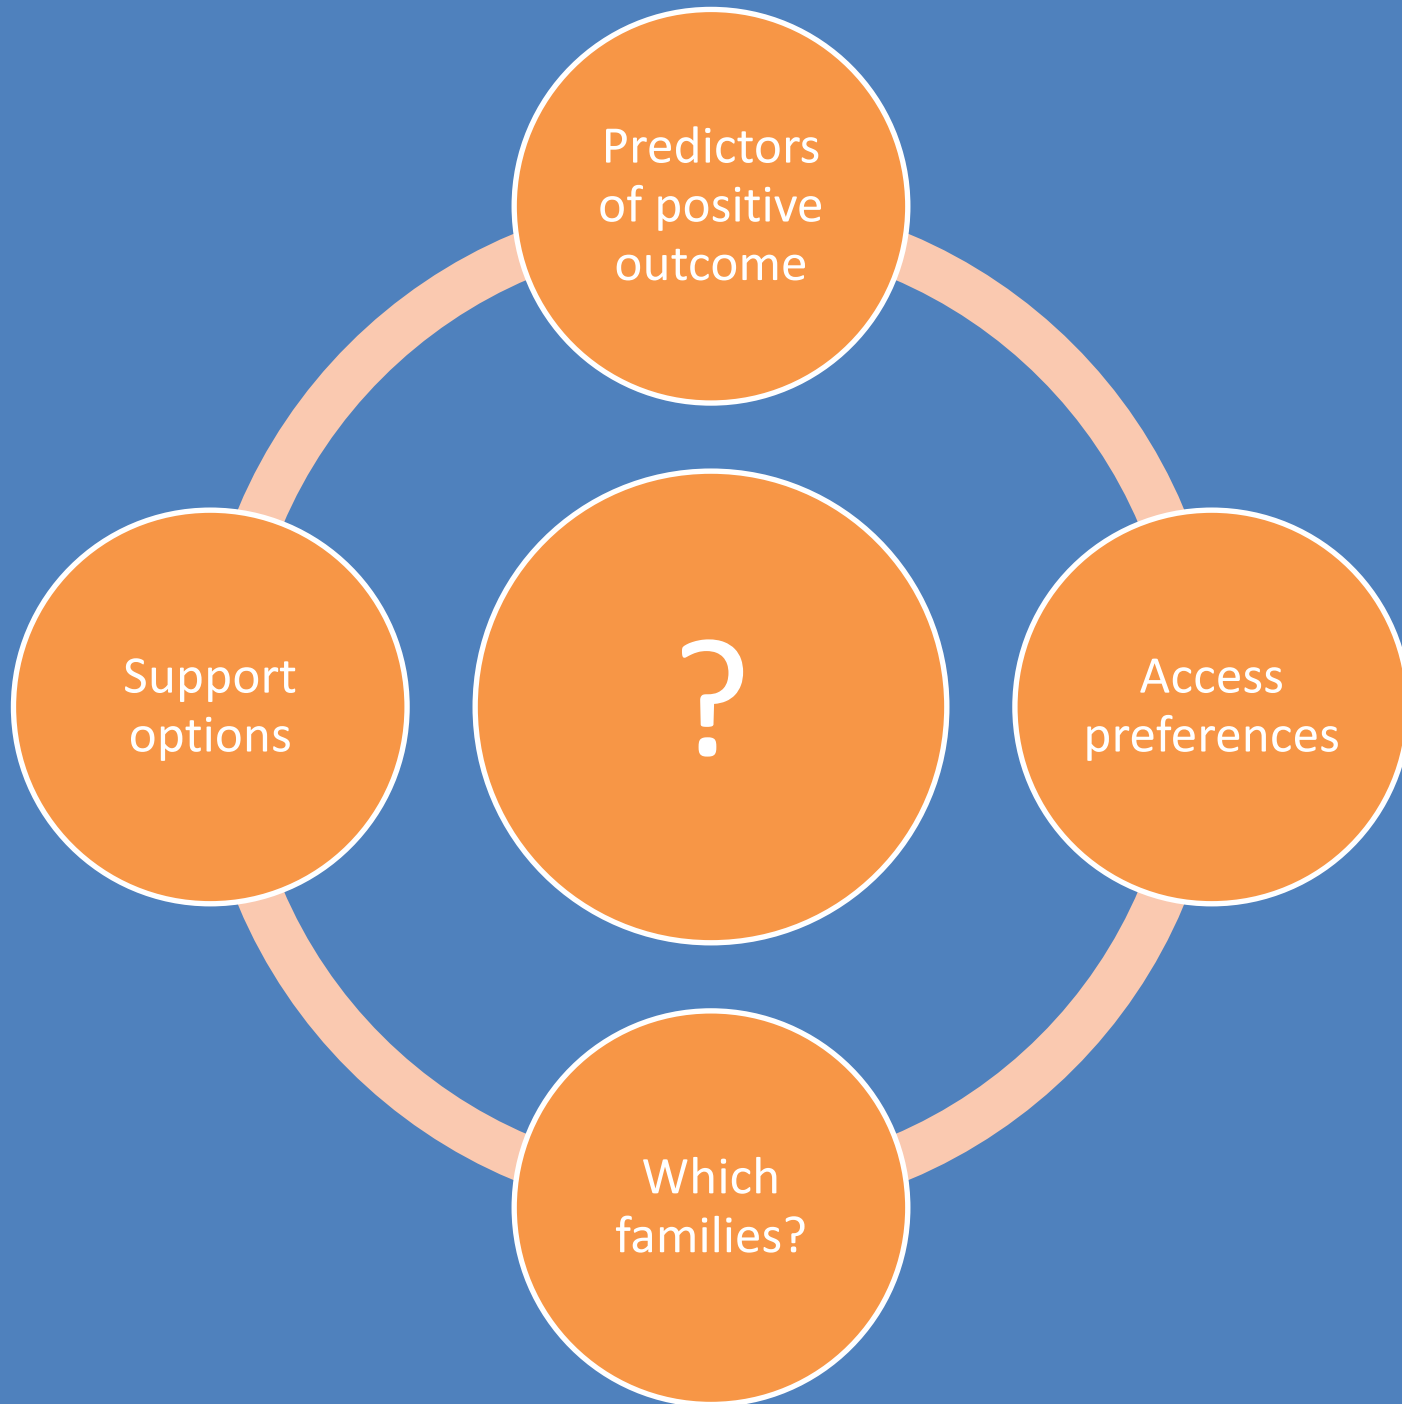 Predictors
of positive
outcome
Support
options
?
Access
preferences
Which
families?